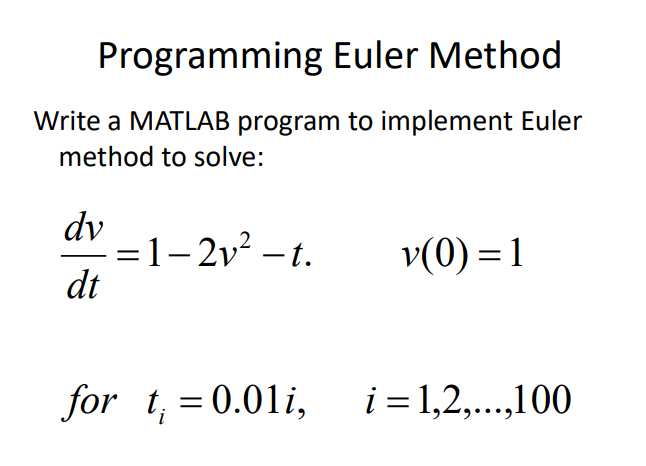 Programming Euler Method
Write a MATLAB program to implement Euler
method to solve:
dv/dt = 1 − 2v² − t.   v(0) = 1
for tᵢ = 0.01i,   i = 1,2,...,100